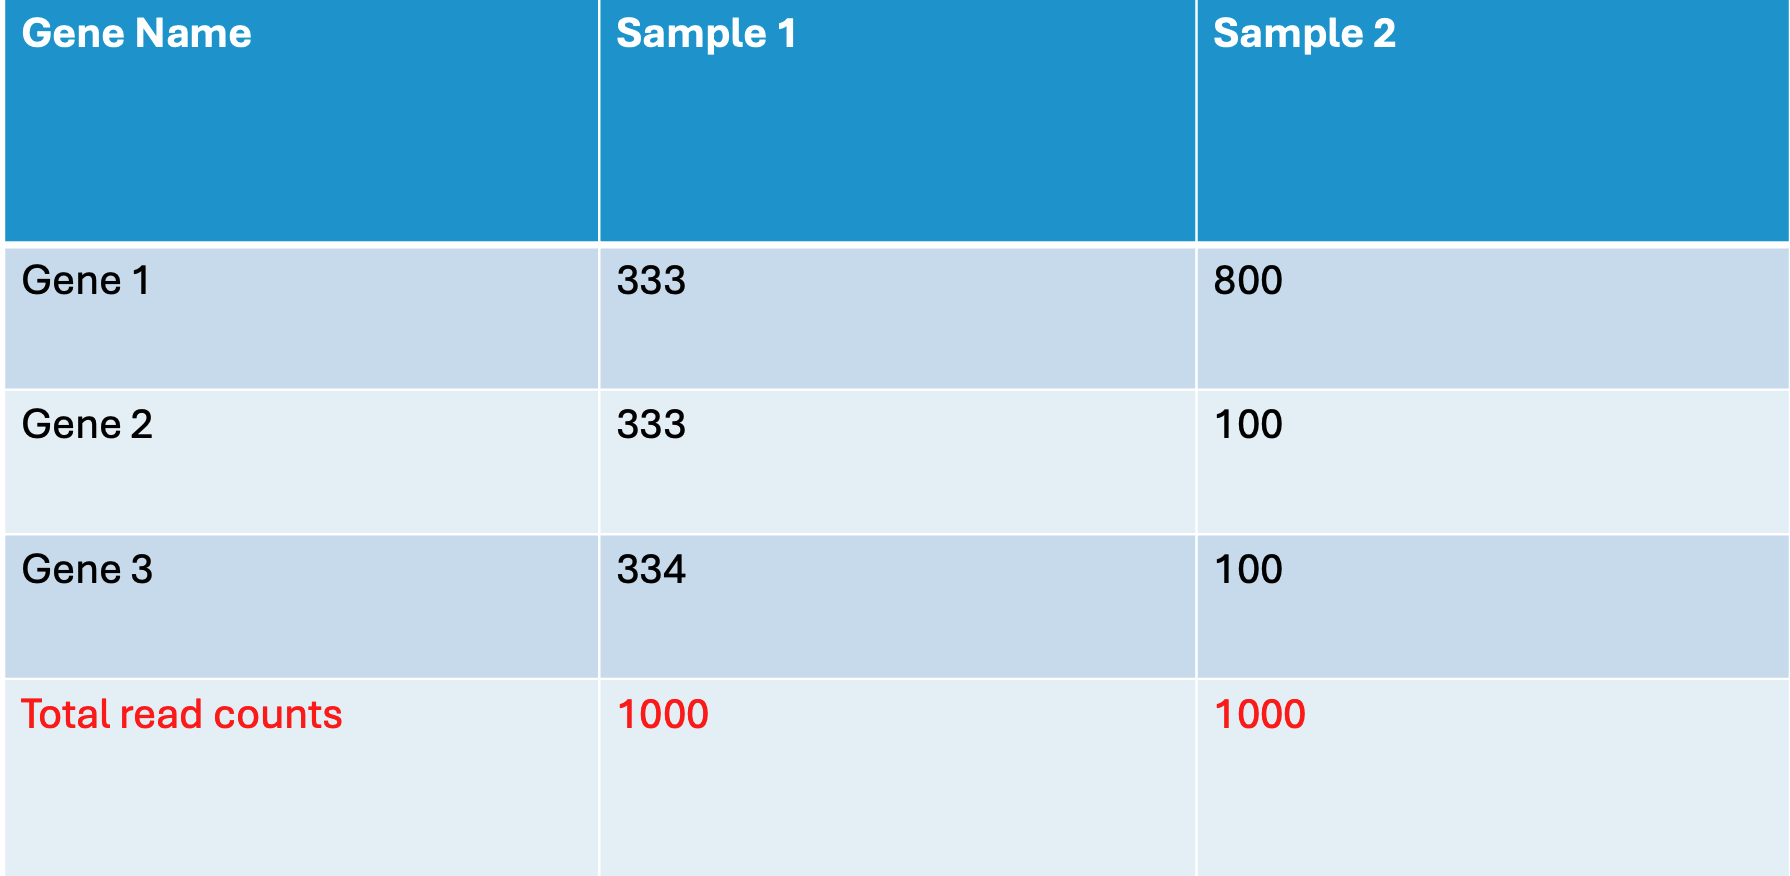 Gene Name Sample 1 Sample 2
Gene 1 333 800
Gene 2 333 100
Gene 3 334 100
Total read counts 1000 1000